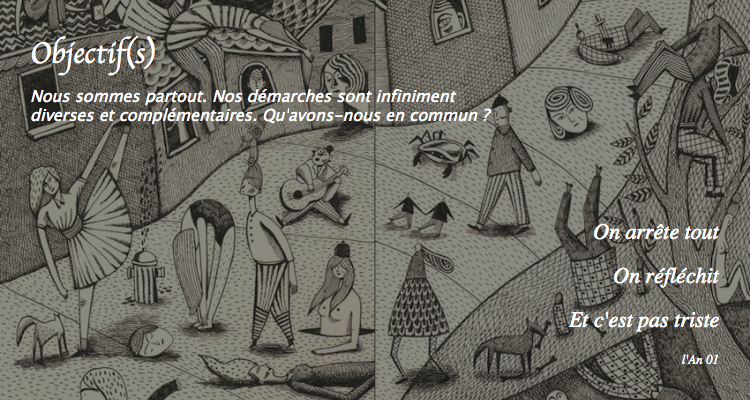 Objectif(s)
Nous sommes partout. Nos démarches sont infiniment
diverses et complémentaires. Qu'avons-nous en commun ?
On arrête tout
On réfléchit
Et c'est pas triste
l'An 01